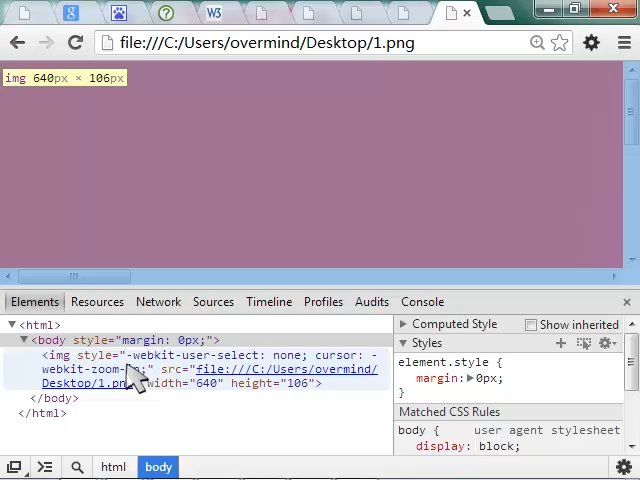 W3
file:///C:/Users/overmind/Desktop/1.png
img 640px × 106px
Elements Resources Network Sources Timeline Profiles Audits Console
<html>
<body style="margin: 0px;">
<img style="-webkit-user-select: none; cursor: -
webkit-zoom- ;" src="file:///C:/Users/overmind/
Desktop/1.pn width="640" height="106">
</body>
</html>
Computed Style Show inherited
Styles
element.style {
margin: 0px;
}
Matched CSS Rules
body { user agent stylesheet
display: block;
html body